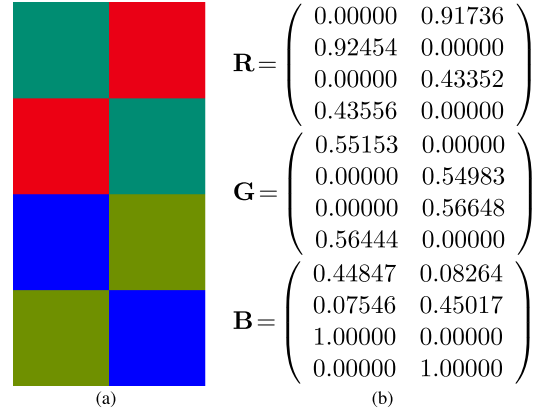 R = ( 0.00000 0.91736
0.92454 0.00000
0.00000 0.43352
0.43556 0.00000 )
G = ( 0.55153 0.00000
0.00000 0.54983
0.00000 0.56648
0.56444 0.00000 )
B = ( 0.44847 0.08264
0.07546 0.45017
1.00000 0.00000
0.00000 1.00000 )
(a) (b)